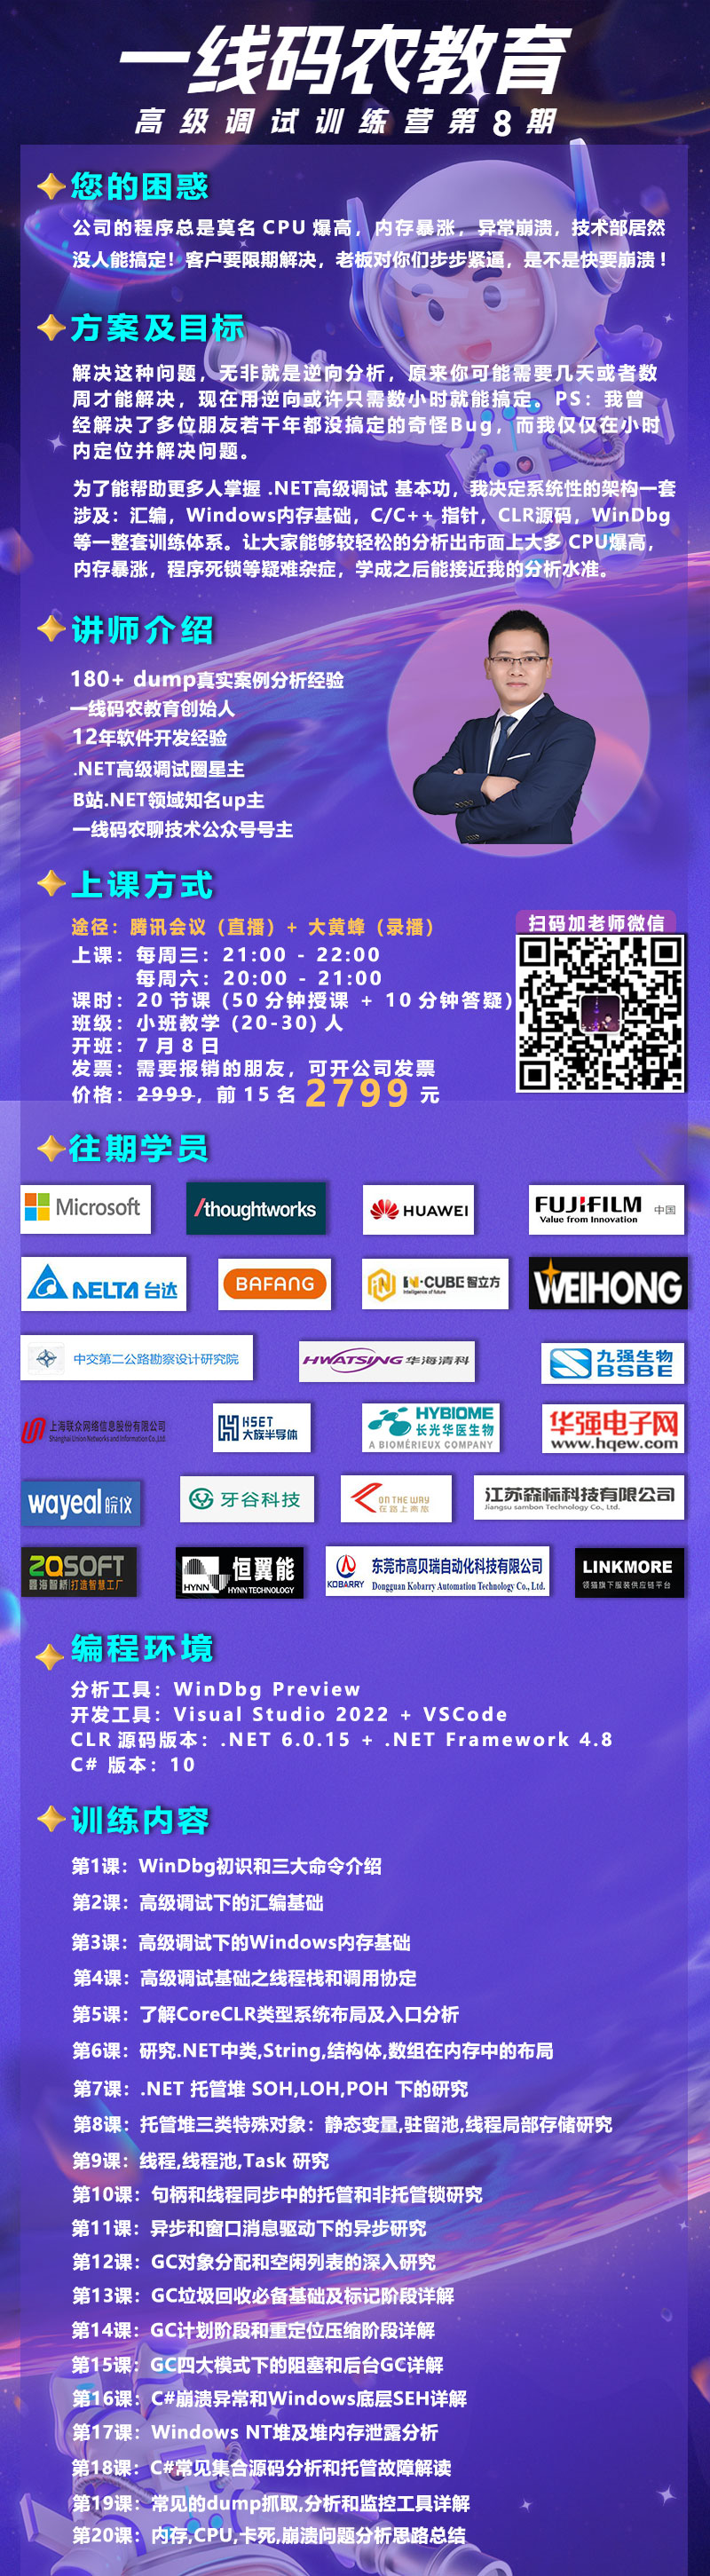 一线码农教育
高级调试训练营第8期
您的困惑
公司的程序总是莫名 CPU 爆高，内存暴涨，异常崩溃，技术部居然
没人能搞定！客户要限期解决，老板对你们步步紧逼，是不是快要崩溃！
方案及目标
解决这种问题，无非就是逆向分析，原来你可能需要几天或者数
周才能解决，现在用逆向或许只需数小时就能搞定。PS：我曾
经解决了多位朋友若干年都没搞定的奇怪Bug，而我仅仅在小时
内定位并解决问题。
为了能帮助更多人掌握 .NET高级调试 基本功，我决定系统性的架构一套
涉及：汇编，Windows内存基础，C/C++ 指针，CLR源码，WinDbg
等一整套训练体系。让大家能够较轻松的分析出市面上大多 CPU爆高，
内存暴涨，程序死锁等疑难杂症，学成之后能接近我的分析水准。
讲师介绍
180+ dump真实案例分析经验
一线码农教育创始人
12年软件开发经验
.NET高级调试圈星主
B站.NET领域知名up主
一线码农聊技术公众号号主
上课方式
途径：腾讯会议（直播）+ 大黄蜂（录播）
扫码加老师微信
上课：每周三：21:00 - 22:00
每周六：20:00 - 21:00
课时：20节课（50分钟授课 + 10分钟答疑）
班级：小班教学（20-30）人
开班：7月8日
发票：需要报销的朋友，可开公司发票
价格：2999，前15名 2799 元
往期学员
Microsoft
/thoughtworks
HUAWEI
FUJIFILM 中国
Value from Innovation
DELTA 台达
BAFANG
N·CUBE 智立方
Intelligence of future
WEIHONG
中交第二公路勘察设计研究院
HWATSING 华海清科
九强生物
BSBE
上海联众网络信息股份有限公司
Shanghai Union Networks and Information Co.,Ltd.
HSET
大族半导体
HYBIOME
长光华医生物
A BIOMÉRIEUX COMPANY
华强电子网
www.hqew.com
wayeal 皖仪
牙谷科技
ON THE WAY
在路上商旅
江苏森标科技有限公司
Jiangsu sambon Technology Co., Ltd.
ZQSOFT
打造智慧工厂
HYNN
恒翼能
HYNN TECHNOLOGY
KOBARRY
东莞市高贝瑞自动化科技有限公司
Dongguan Kobarry Automation Technology Co., Ltd.
LINKMORE
领猫旗下服装供应链平台
编程环境
分析工具：WinDbg Preview
开发工具：Visual Studio 2022 + VSCode
CLR 源码版本：.NET 6.0.15 + .NET Framework 4.8
C# 版本：10
训练内容
第1课：WinDbg初识和三大命令介绍
第2课：高级调试下的汇编基础
第3课：高级调试下的Windows内存基础
第4课：高级调试基础之线程栈和调用协定
第5课：了解CoreCLR类型系统布局及入口分析
第6课：研究.NET中类,String,结构体,数组在内存中的布局
第7课：.NET 托管堆 SOH,LOH,POH 下的研究
第8课：托管堆三类特殊对象：静态变量,驻留池,线程局部存储研究
第9课：线程,线程池,Task 研究
第10课：句柄和线程同步中的托管和非托管锁研究
第11课：异步和窗口消息驱动下的异步研究
第12课：GC对象分配和空闲列表的深入研究
第13课：GC垃圾回收必备基础及标记阶段详解
第14课：GC计划阶段和重定位压缩阶段详解
第15课：GC四大模式下的阻塞和后台GC详解
第16课：C#崩溃异常和Windows底层SEH详解
第17课：Windows NT堆及堆内存泄露分析
第18课：C#常见集合源码分析和托管故障解读
第19课：常见的dump抓取,分析和监控工具详解
第20课：内存,CPU,卡死,崩溃问题分析思路总结